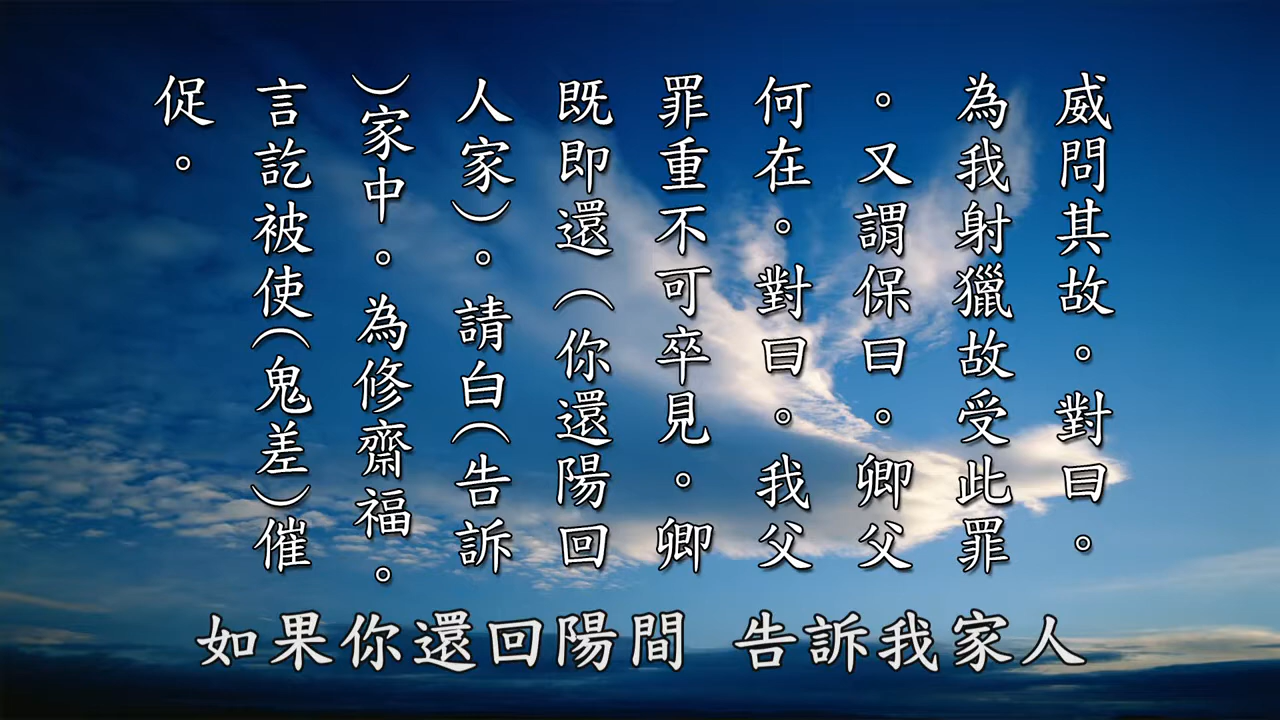 威問其故。對曰。
為我射獵故受此罪
。又謂保曰。卿父
何在。對曰。我父
罪重不可卒見。卿
既即還（你還陽回
人家）。請白（告訴
）家中。為修齋福。
言訖被使（鬼差）催
促。
如果你還回陽間 告訴我家人